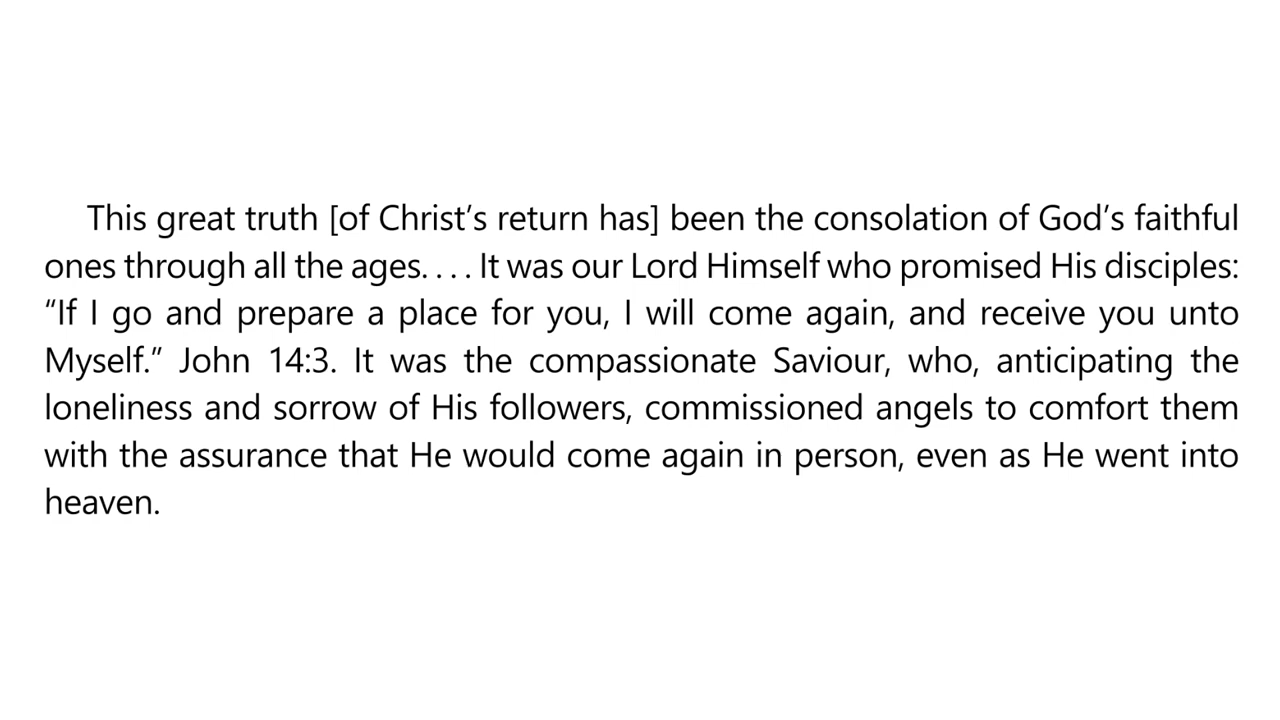 This great truth [of Christ’s return has] been the consolation of God’s faithful
ones through all the ages. . . . It was our Lord Himself who promised His disciples:
“If I go and prepare a place for you, I will come again, and receive you unto
Myself.” John 14:3. It was the compassionate Saviour, who, anticipating the
loneliness and sorrow of His followers, commissioned angels to comfort them
with the assurance that He would come again in person, even as He went into
heaven.